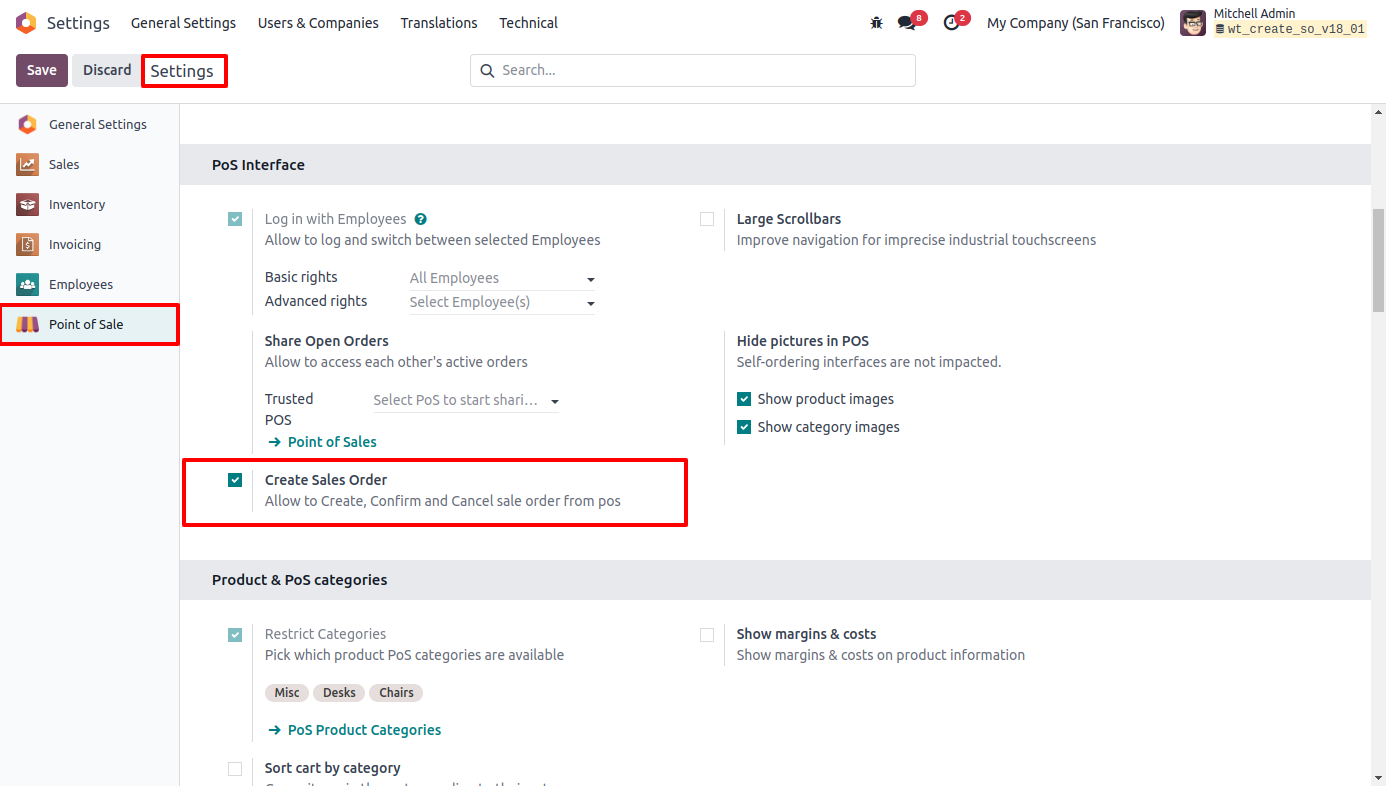 Settings General Settings Users & Companies Translations Technical 8 2 My Company (San Francisco) Mitchell Admin
wt_create_so_v18_01
Save Discard Settings Search...
General Settings
Sales
Inventory
Invoicing
Employees
Point of Sale
PoS Interface
Log in with Employees ?
Allow to log and switch between selected Employees
Basic rights All Employees
Advanced rights Select Employee(s)
Large Scrollbars
Improve navigation for imprecise industrial touchscreens
Share Open Orders
Allow to access each other's active orders
Trusted POS Select PoS to start shari...
Point of Sales
Hide pictures in POS
Self-ordering interfaces are not impacted.
Show product images
Show category images
Create Sales Order
Allow to Create, Confirm and Cancel sale order from pos
Product & PoS categories
Restrict Categories
Pick which product PoS categories are available
Misc Desks Chairs
PoS Product Categories
Show margins & costs
Show margins & costs on product information
Sort cart by category